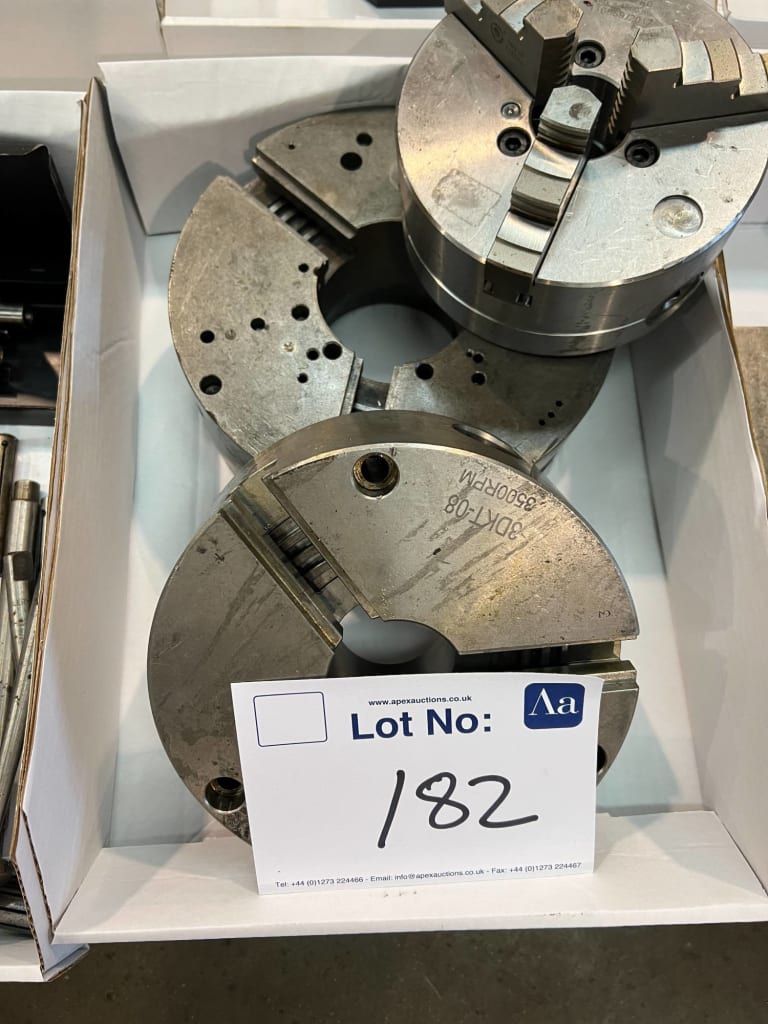 3DKT-08
3500RPM
3
www.apexauctions.co.uk
Lot No:
Aa
182
Tel: +44 (0)1273 224466 - Email: info@apexauctions.co.uk - Fax: +44 (0)1273 224467